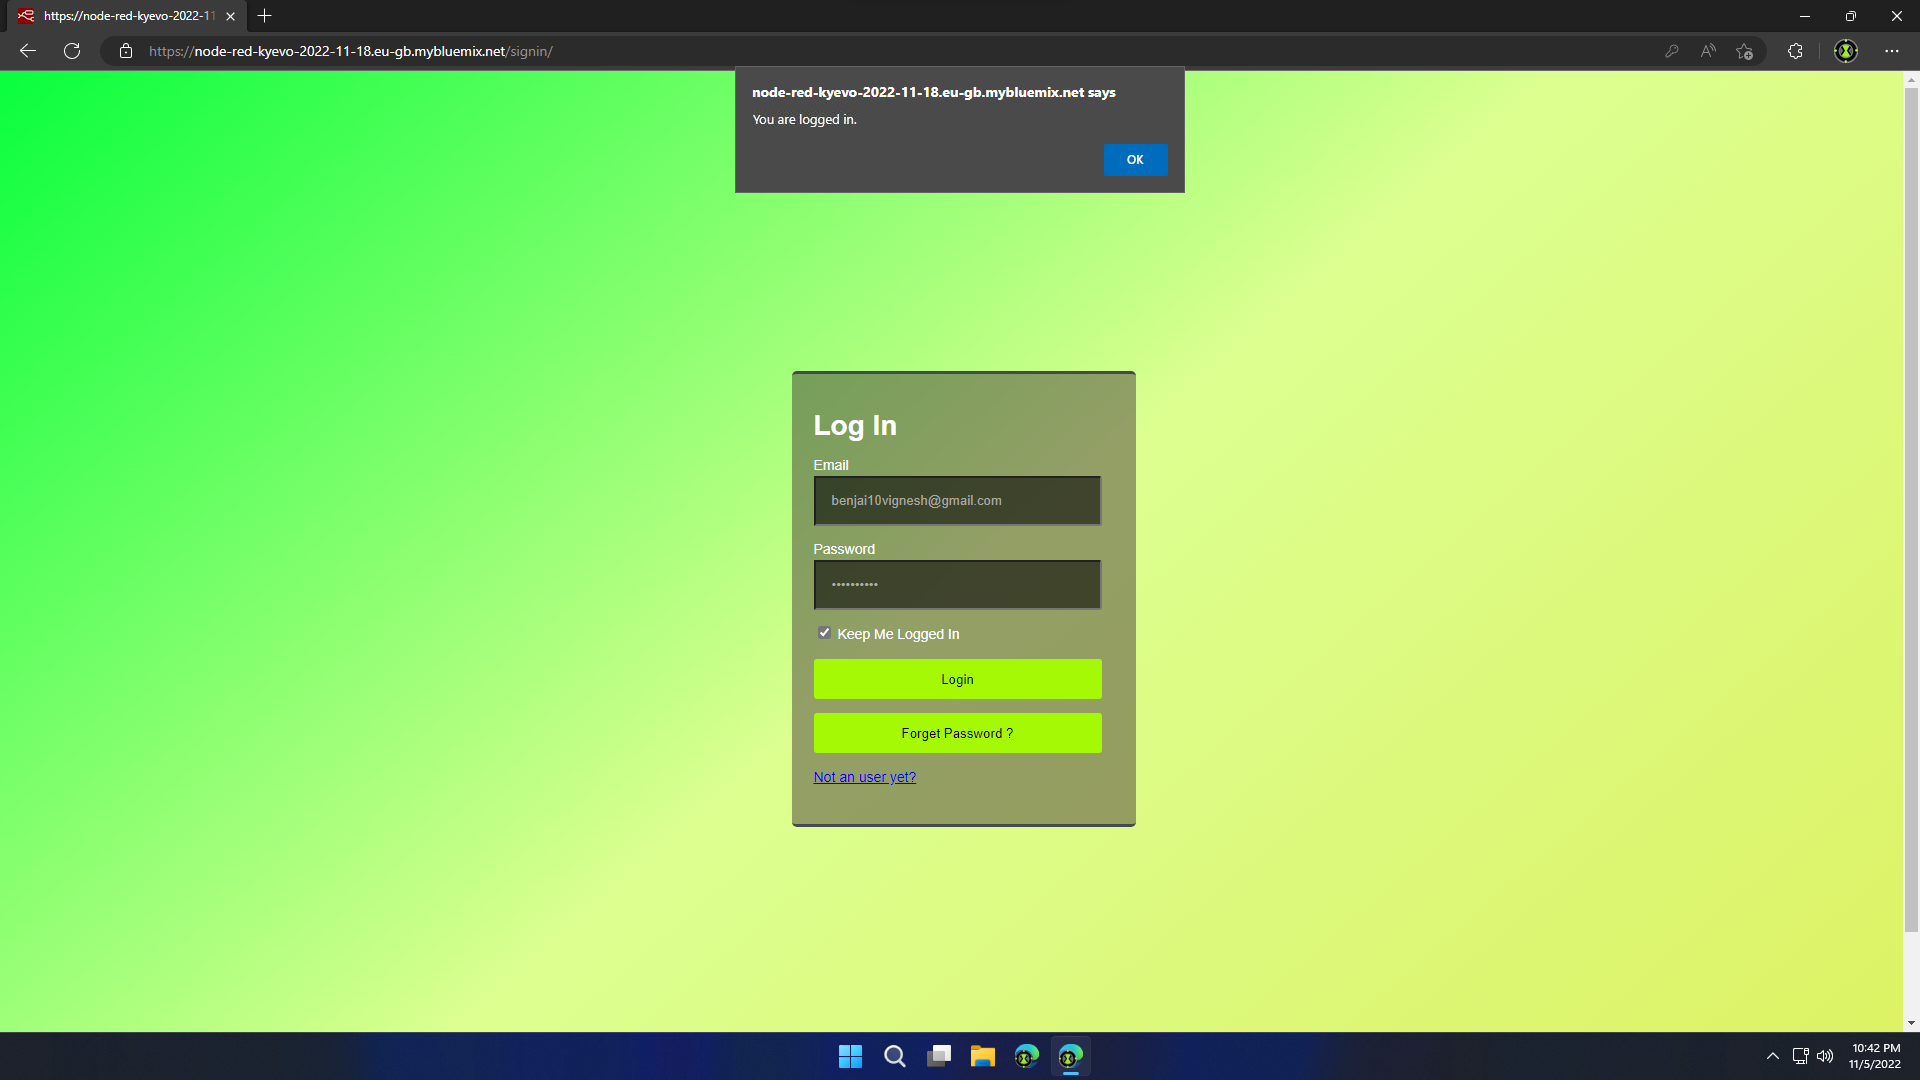 https://node-red-kyevo-2022-11
https://node-red-kyevo-2022-11-18.eu-gb.mybluemix.net/signin/
node-red-kyevo-2022-11-18.eu-gb.mybluemix.net says
You are logged in.
OK
Log In
Email
benjai10vignesh@gmail.com
Password
••••••••••
Keep Me Logged In
Login
Forget Password ?
Not an user yet?
10:42 PM
11/5/2022